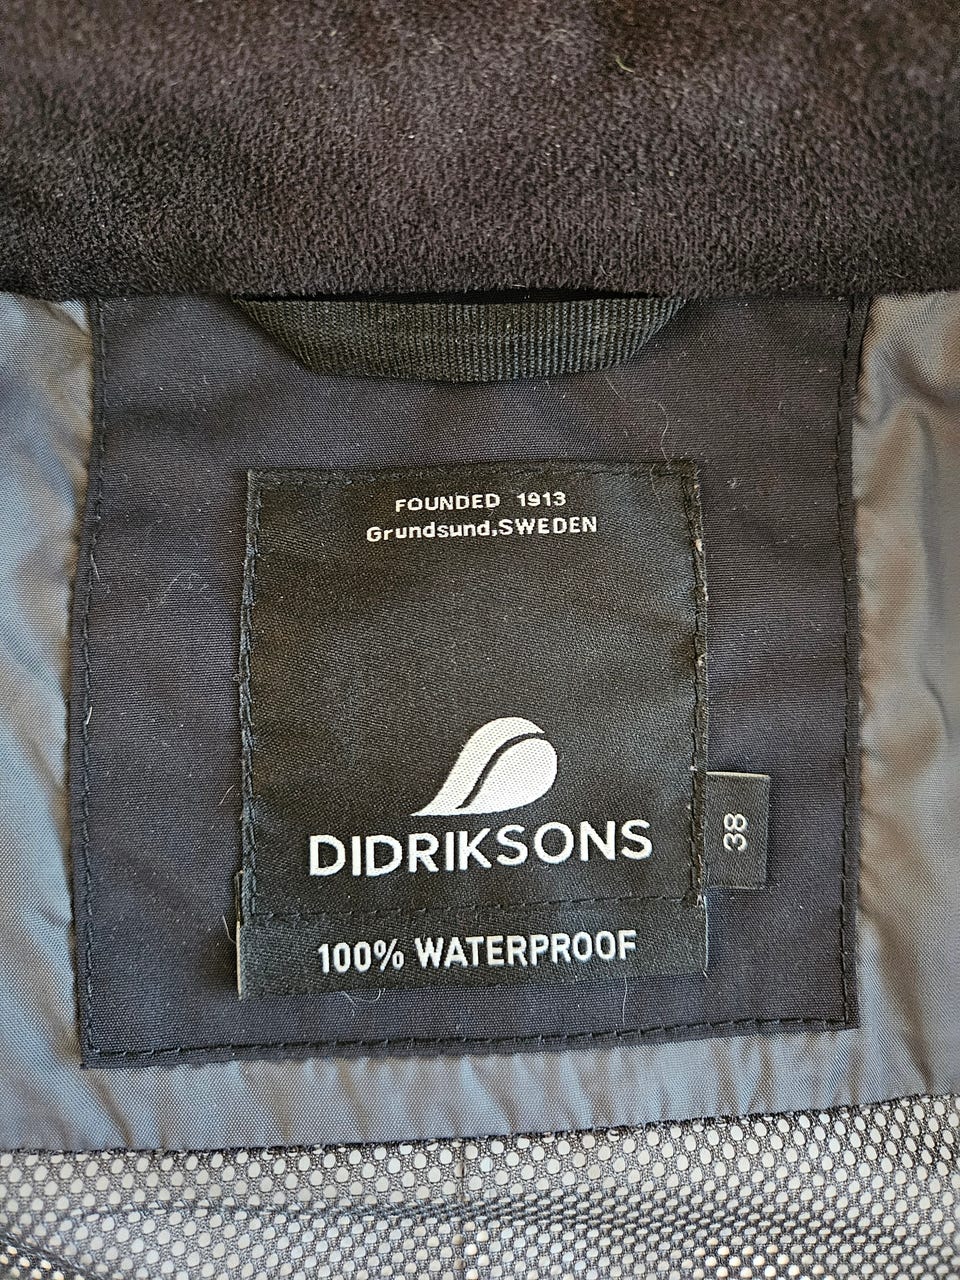 FOUNDED 1913
Grundsund,SWEDEN
DIDRIKSONS
38
100% WATERPROOF